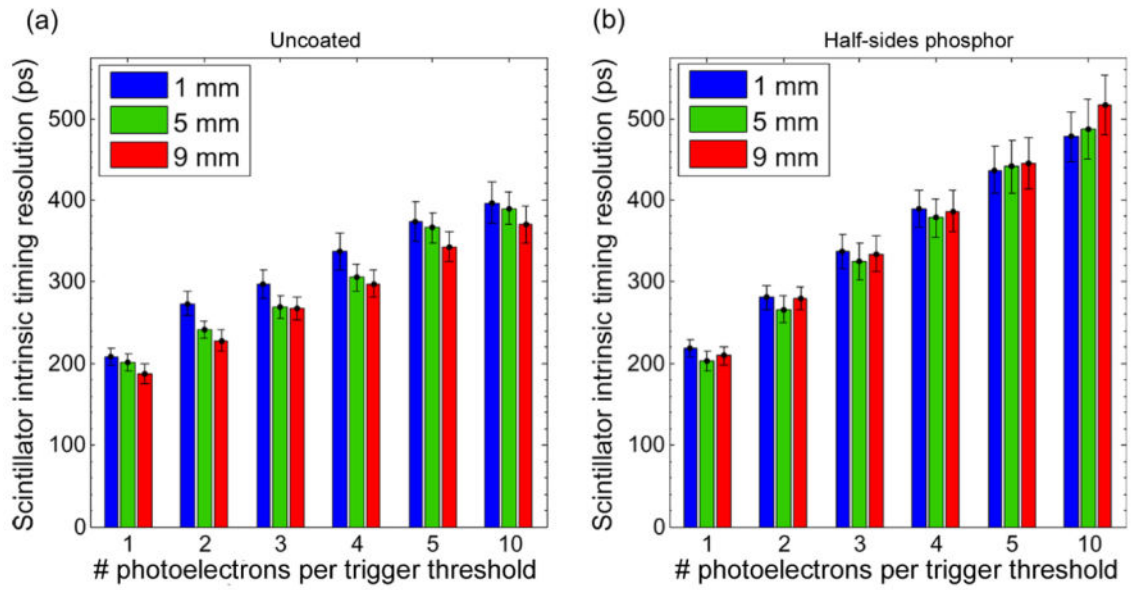 (a)
Uncoated
Scintillator intrinsic timing resolution (ps)
500
400
300
200
100
0
1 mm
5 mm
9 mm
1 2 3 4 5 10
# photoelectrons per trigger threshold
(b)
Half-sides phosphor
Scintillator intrinsic timing resolution (ps)
500
400
300
200
100
0
1 mm
5 mm
9 mm
1 2 3 4 5 10
# photoelectrons per trigger threshold